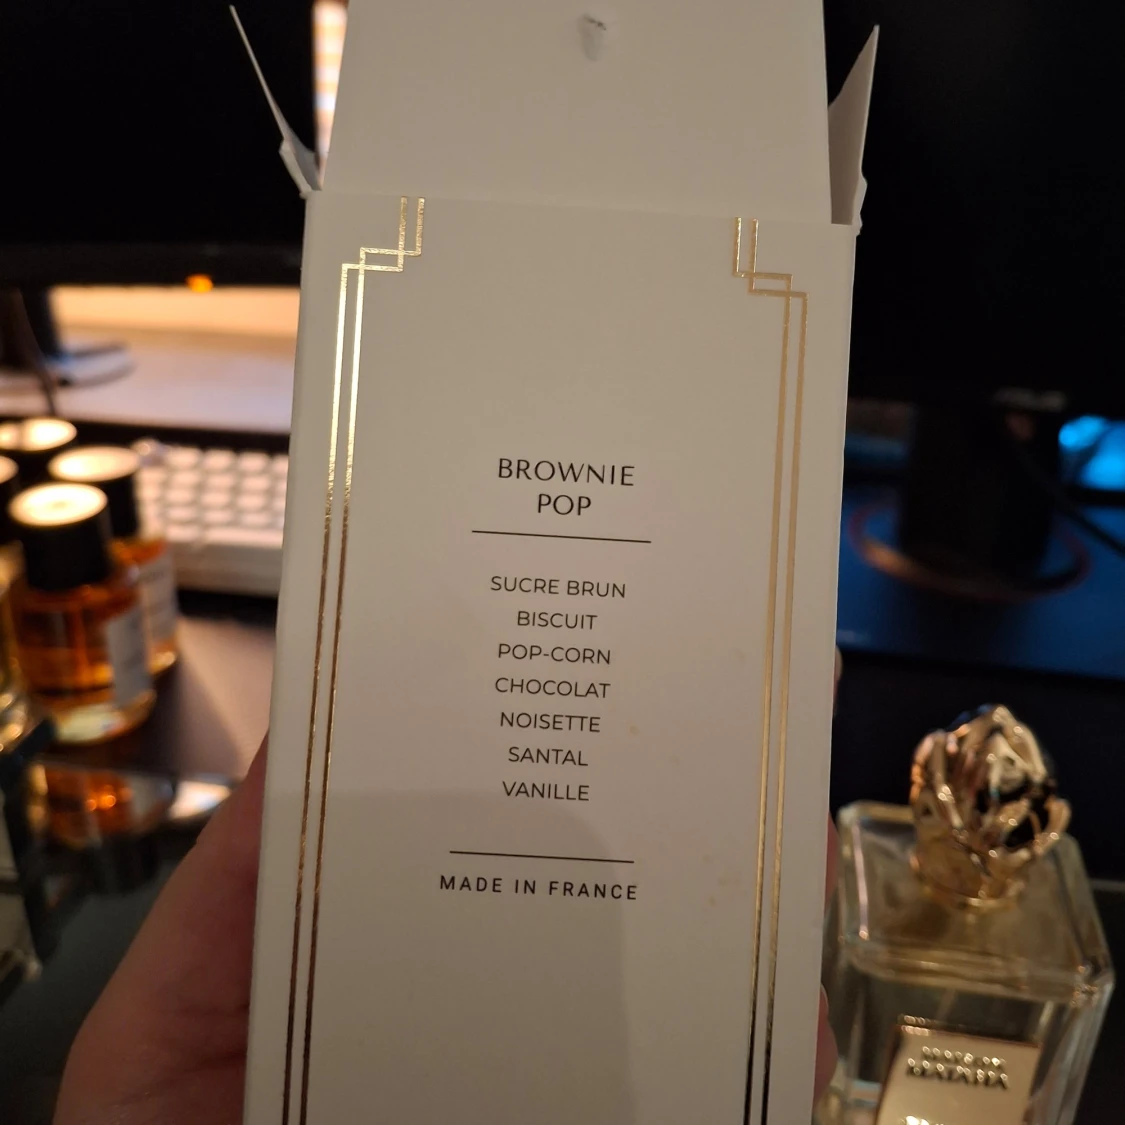 BROWNIE
POP
SUCRE BRUN
BISCUIT
POP-CORN
CHOCOLAT
NOISETTE
SANTAL
VANILLE
MADE IN FRANCE